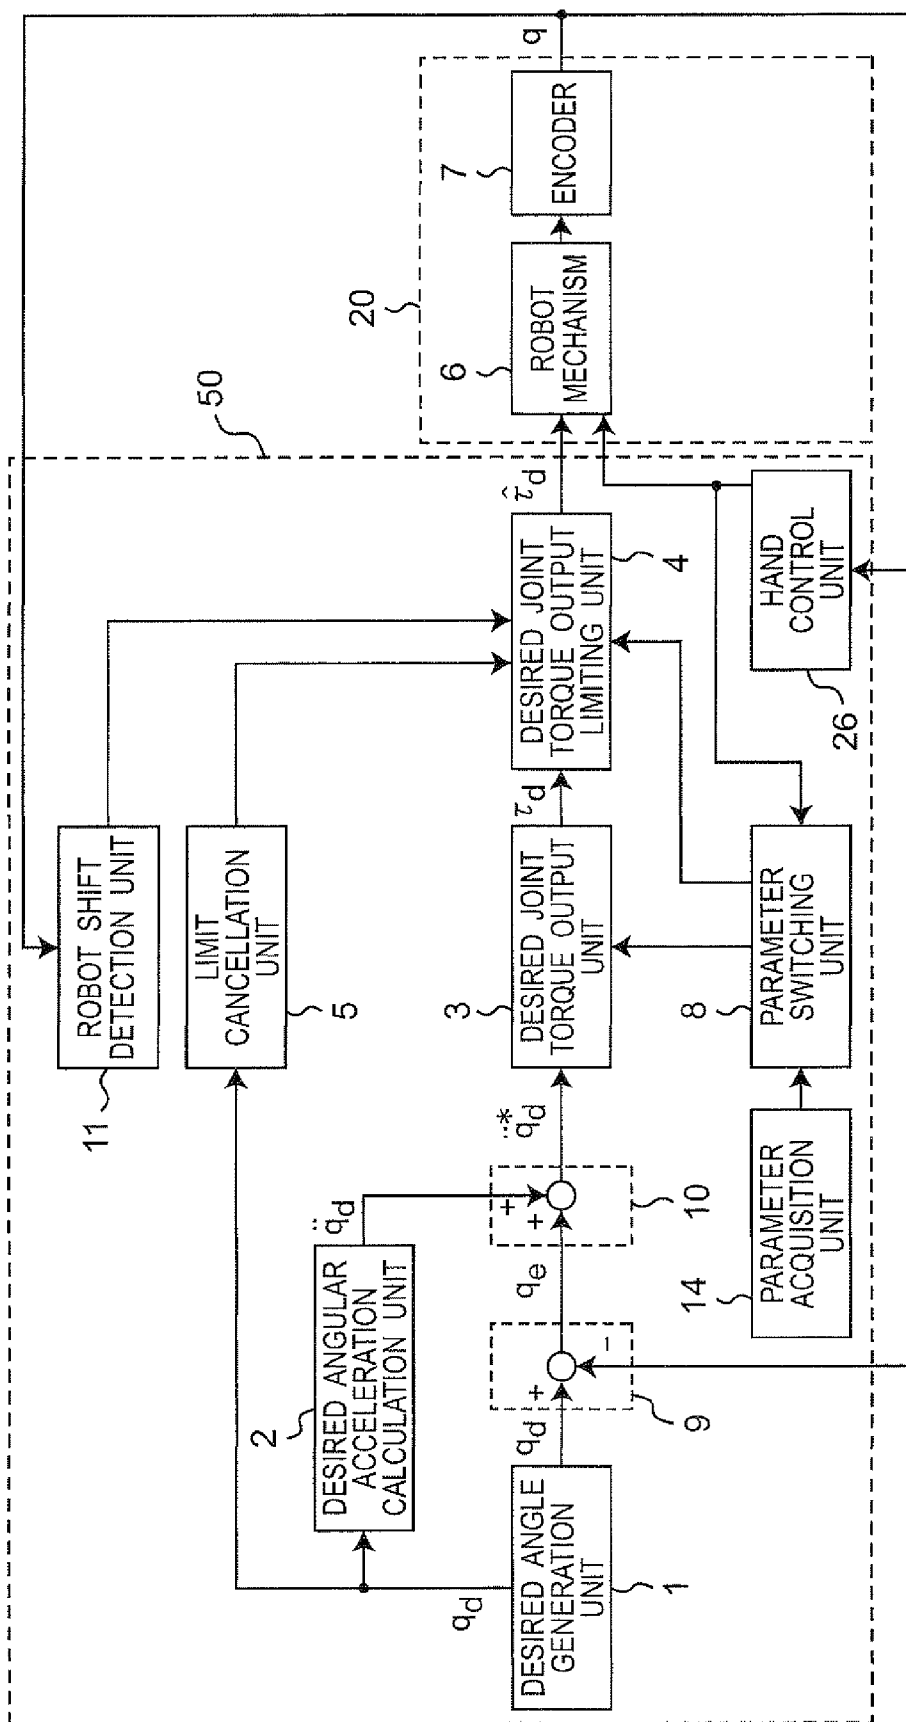 50
20
q
ROBOT SHIFT
DETECTION UNIT
11
LIMIT
CANCELLATION
UNIT
5
DESIRED ANGULAR
ACCELERATION
CALCULATION UNIT
2
q̈d
qd
DESIRED ANGLE
GENERATION
UNIT
1
qd
+
−
9
qe
+
+
10
q̈d*
DESIRED JOINT
TORQUE OUTPUT
UNIT
3
τd
DESIRED JOINT
TORQUE OUTPUT
LIMITING UNIT
4
τ̂d
ROBOT
MECHANISM
6
ENCODER
7
PARAMETER
ACQUISITION
UNIT
14
PARAMETER
SWITCHING
UNIT
8
HAND
CONTROL
UNIT
26